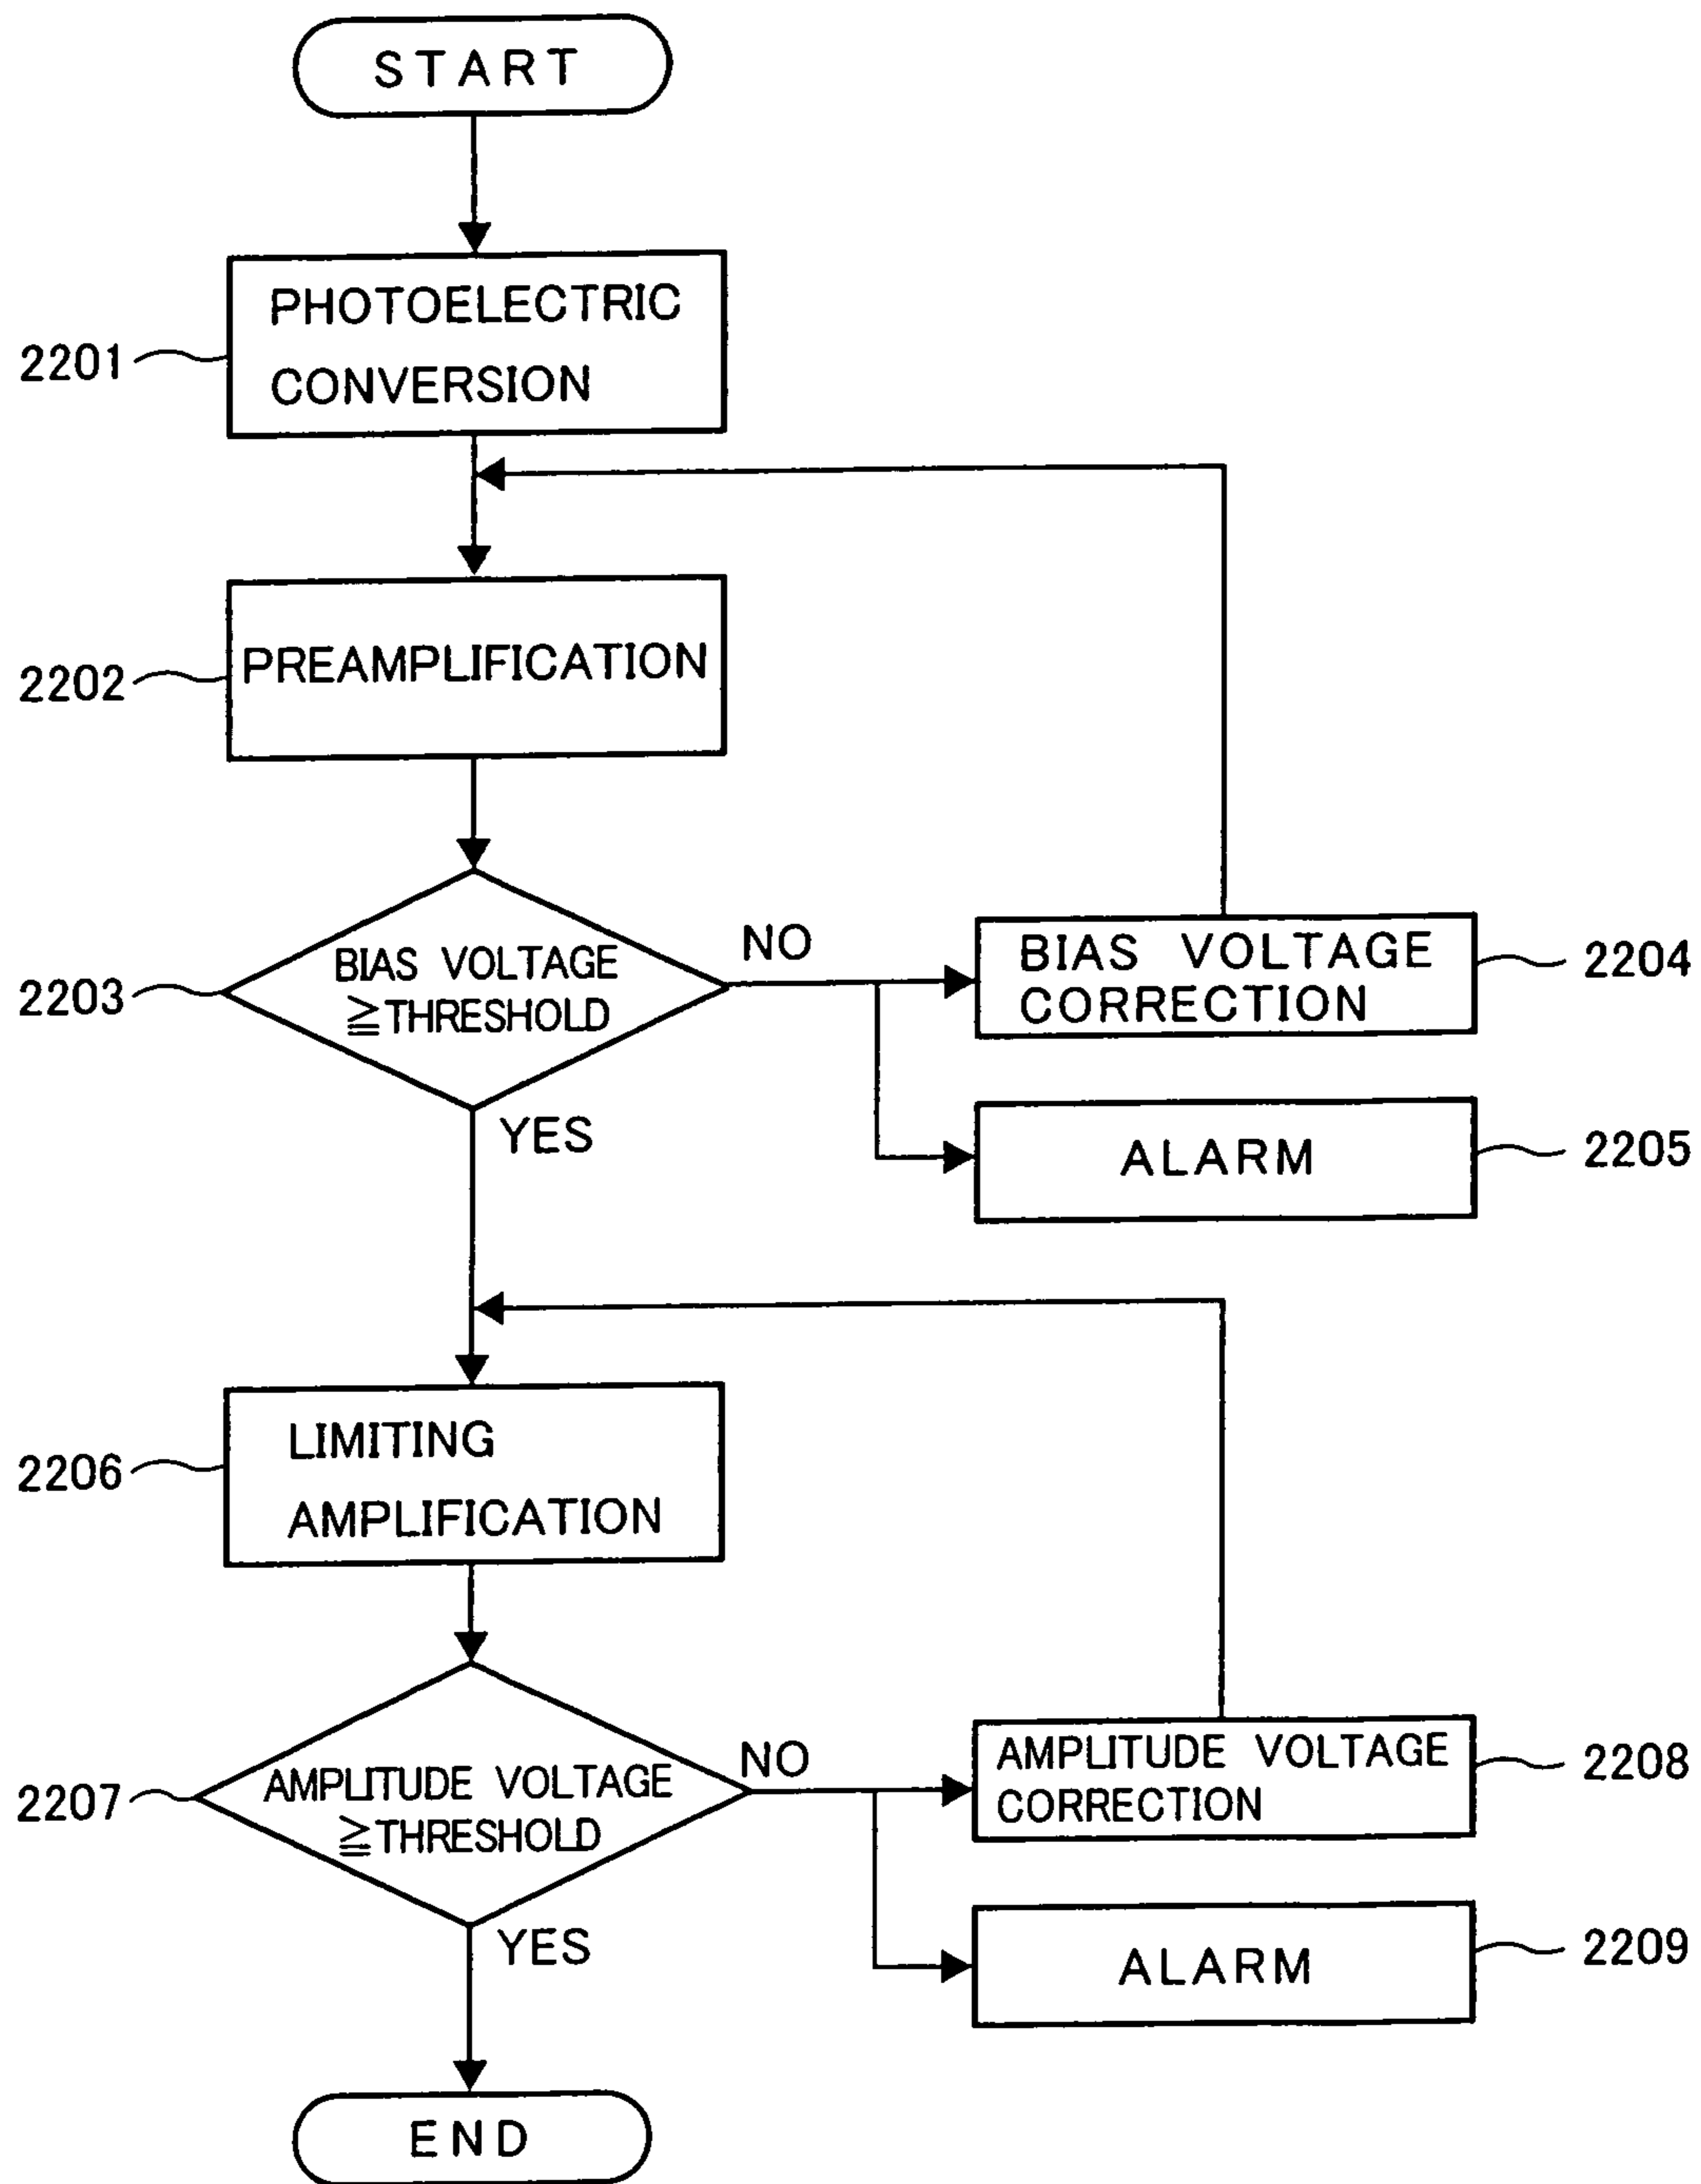 START
PHOTOELECTRIC
CONVERSION
2201
PREAMPLIFICATION
2202
BIAS VOLTAGE
≧THRESHOLD
2203
NO
BIAS VOLTAGE
CORRECTION
2204
YES
ALARM
2205
LIMITING
AMPLIFICATION
2206
AMPLITUDE VOLTAGE
≧THRESHOLD
2207
NO
AMPLITUDE VOLTAGE
CORRECTION
2208
YES
ALARM
2209
END